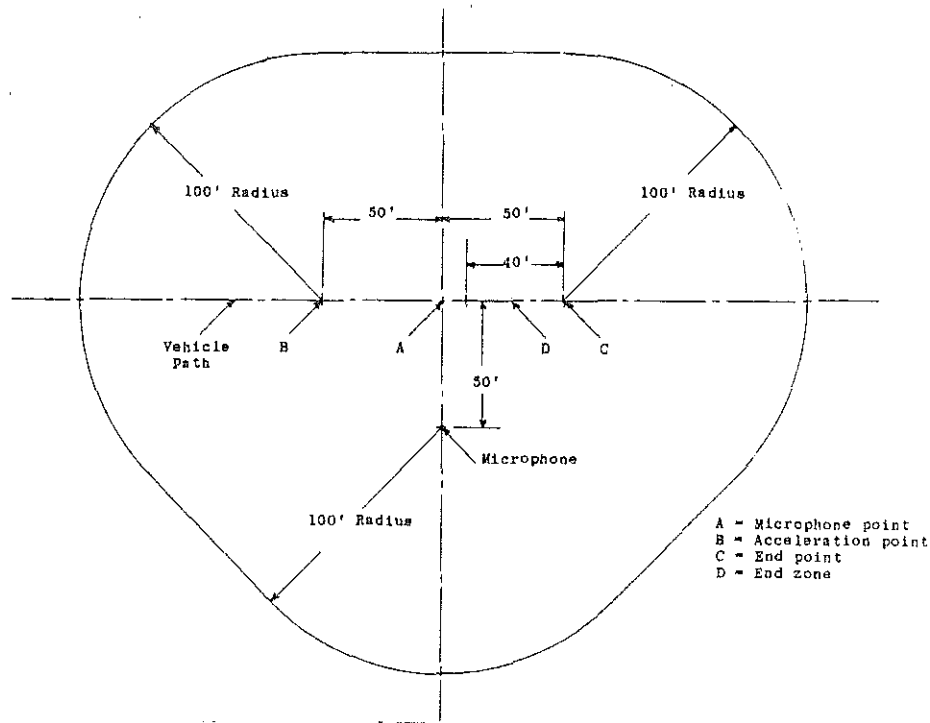 100' Radius
100' Radius
50'
50'
40'
Vehicle
Path
B
A
D
C
50'
Microphone
100' Radius
A = Microphone point
B = Acceleration point
C = End point
D = End zone